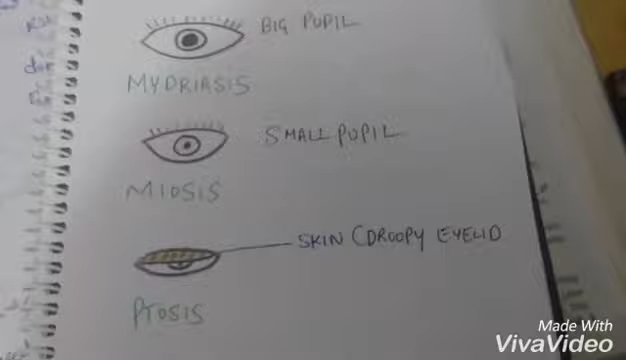 BIG PUPIL
MYDRIASIS
SMALL PUPIL
MIOSIS
SKIN (DROOPY EYELID
PTOSIS
Made With
VivaVideo